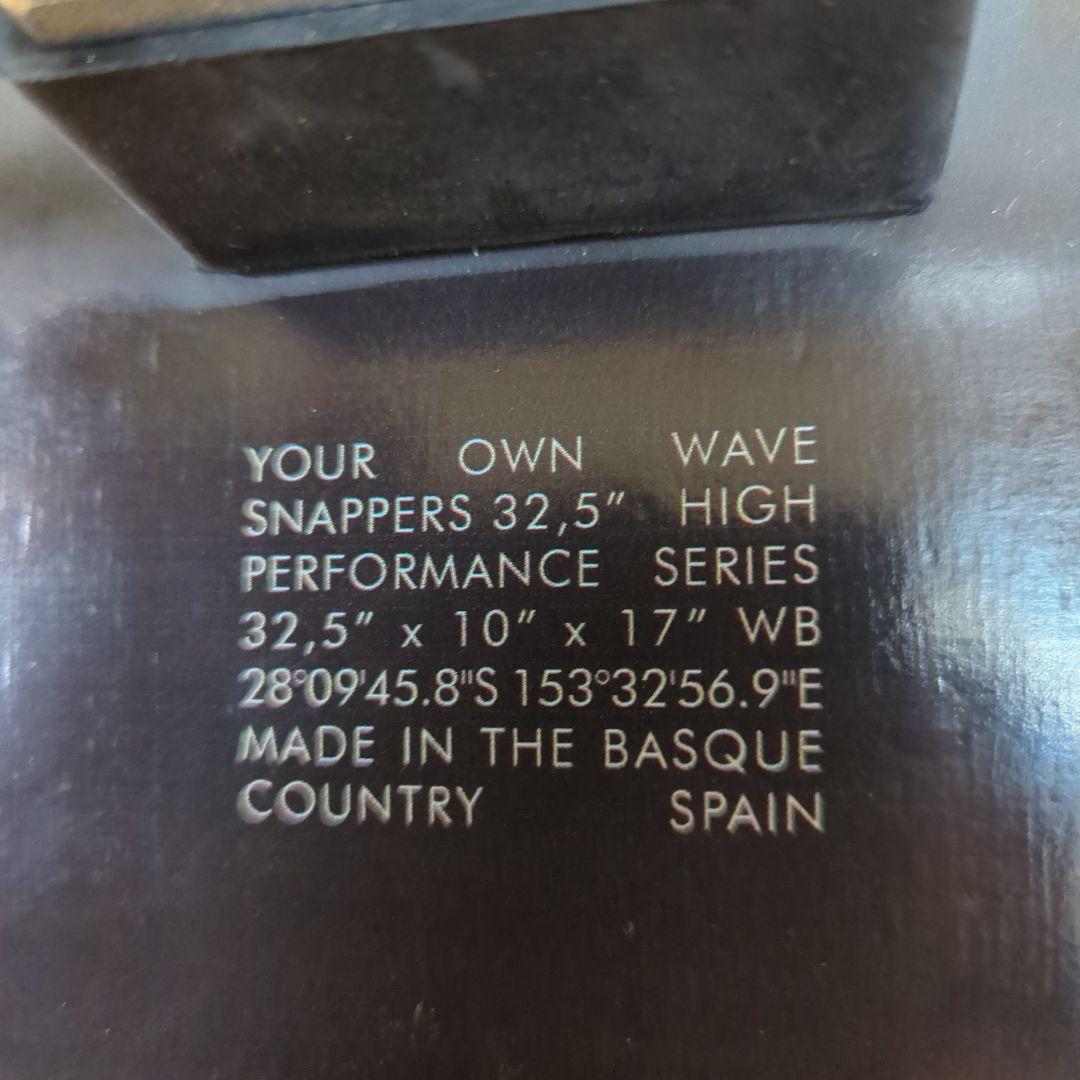 YOUR OWN WAVE
SNAPPERS 32,5" HIGH
PERFORMANCE SERIES
32,5" x 10" x 17" WB
28°09'45.8"S 153°32'56.9"E
MADE IN THE BASQUE
COUNTRY SPAIN